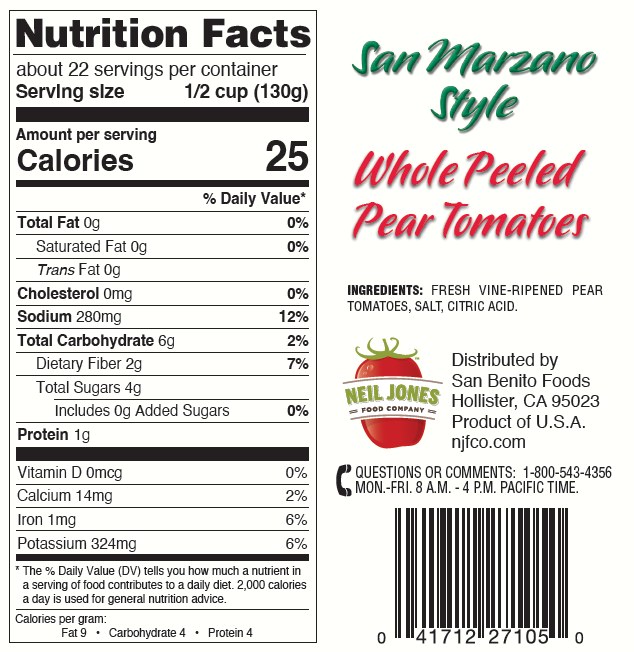 Nutrition Facts
about 22 servings per container
Serving size 1/2 cup (130g)
Amount per serving
Calories 25
% Daily Value*
Total Fat 0g 0%
Saturated Fat 0g 0%
Trans Fat 0g
Cholesterol 0mg 0%
Sodium 280mg 12%
Total Carbohydrate 6g 2%
Dietary Fiber 2g 7%
Total Sugars 4g
Includes 0g Added Sugars 0%
Protein 1g
Vitamin D 0mcg 0%
Calcium 14mg 2%
Iron 1mg 6%
Potassium 324mg 6%
* The % Daily Value (DV) tells you how much a nutrient in
a serving of food contributes to a daily diet. 2,000 calories
a day is used for general nutrition advice.
Calories per gram:
Fat 9 • Carbohydrate 4 • Protein 4
San Marzano
Style
Whole Peeled
Pear Tomatoes
INGREDIENTS: FRESH VINE-RIPENED PEAR
TOMATOES, SALT, CITRIC ACID.
NEIL JONES
FOOD COMPANY
Distributed by
San Benito Foods
Hollister, CA 95023
Product of U.S.A.
njfco.com
QUESTIONS OR COMMENTS: 1-800-543-4356
MON.-FRI. 8 A.M. - 4 P.M. PACIFIC TIME.
0 41712 27105 0